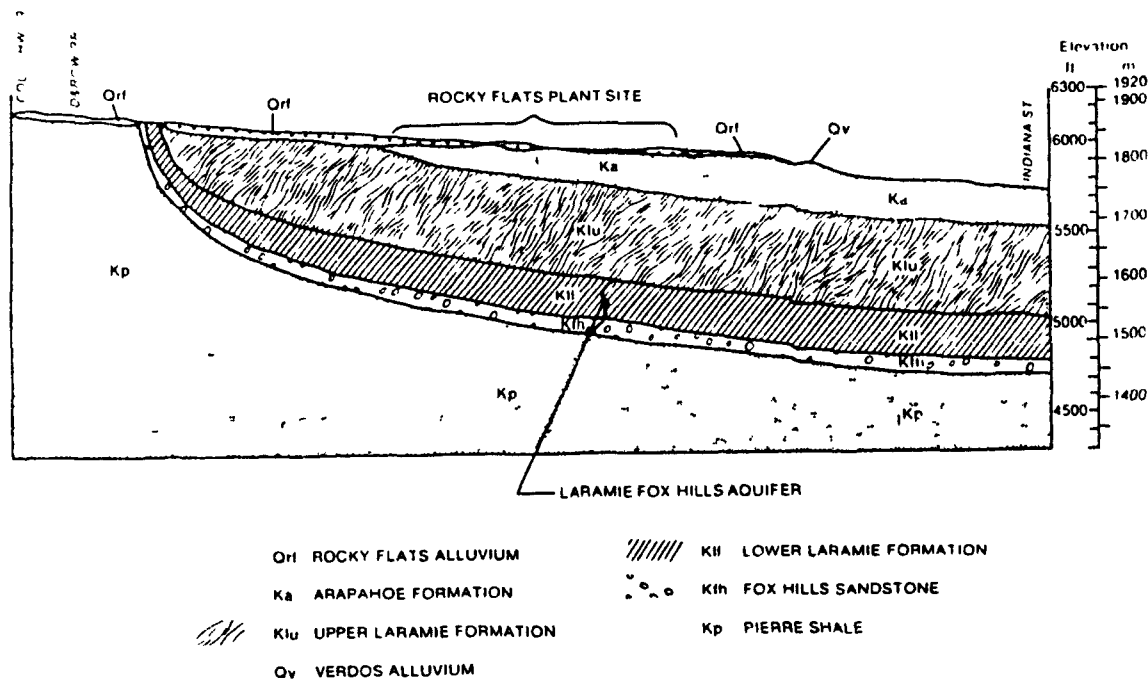 Elevation
ft m
6300 1920
1900
ROCKY FLATS PLANT SITE
Qrf
Qrf
Qrf
Qv
INDIANA ST
6000
1800
Ka
Ka
1700
Klu
5500
Klu
1600
Kp
Kll
5000
Kll
1500
Kfh
Kfh
Kp
1400
4500
Kp
LARAMIE FOX HILLS AQUIFER
Qrf ROCKY FLATS ALLUVIUM
Kll LOWER LARAMIE FORMATION
Ka ARAPAHOE FORMATION
Kfh FOX HILLS SANDSTONE
Klu UPPER LARAMIE FORMATION
Kp PIERRE SHALE
Qv VERDOS ALLUVIUM